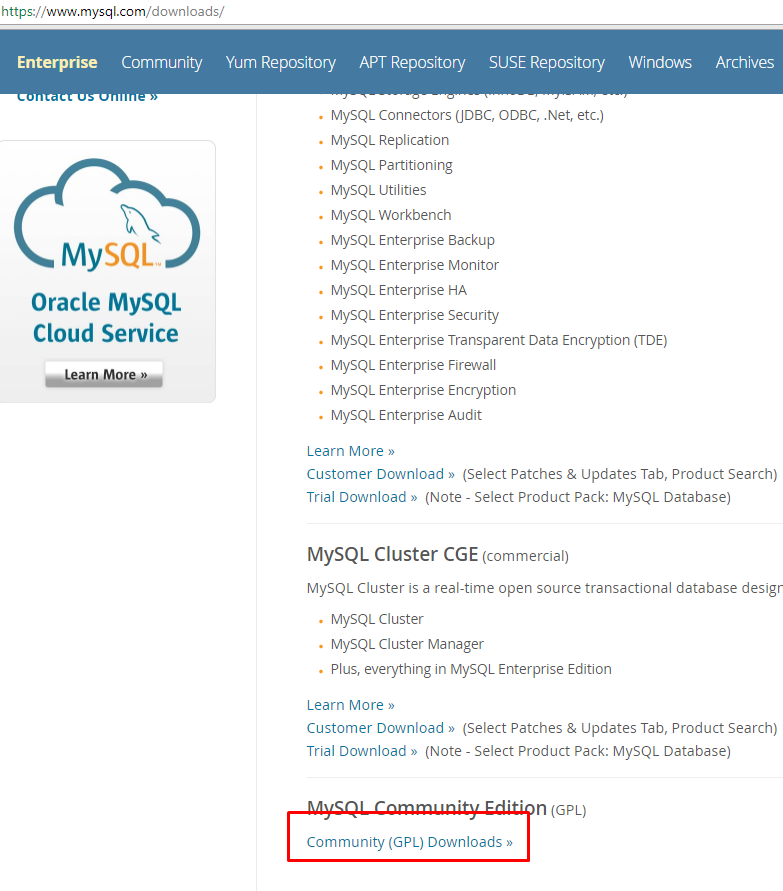 https://www.mysql.com/downloads/
Enterprise Community Yum Repository APT Repository SUSE Repository Windows Archives
Contact Us Online »
MySQL™
Oracle MySQL
Cloud Service
Learn More »
MySQL Storage Engines (InnoDB, MyISAM, etc.)
MySQL Connectors (JDBC, ODBC, .Net, etc.)
MySQL Replication
MySQL Partitioning
MySQL Utilities
MySQL Workbench
MySQL Enterprise Backup
MySQL Enterprise Monitor
MySQL Enterprise HA
MySQL Enterprise Security
MySQL Enterprise Transparent Data Encryption (TDE)
MySQL Enterprise Firewall
MySQL Enterprise Encryption
MySQL Enterprise Audit
Learn More »
Customer Download » (Select Patches & Updates Tab, Product Search)
Trial Download » (Note - Select Product Pack: MySQL Database)
MySQL Cluster CGE (commercial)
MySQL Cluster is a real-time open source transactional database design
MySQL Cluster
MySQL Cluster Manager
Plus, everything in MySQL Enterprise Edition
Learn More »
Customer Download » (Select Patches & Updates Tab, Product Search)
Trial Download » (Note - Select Product Pack: MySQL Database)
MySQL Community Edition (GPL)
Community (GPL) Downloads »